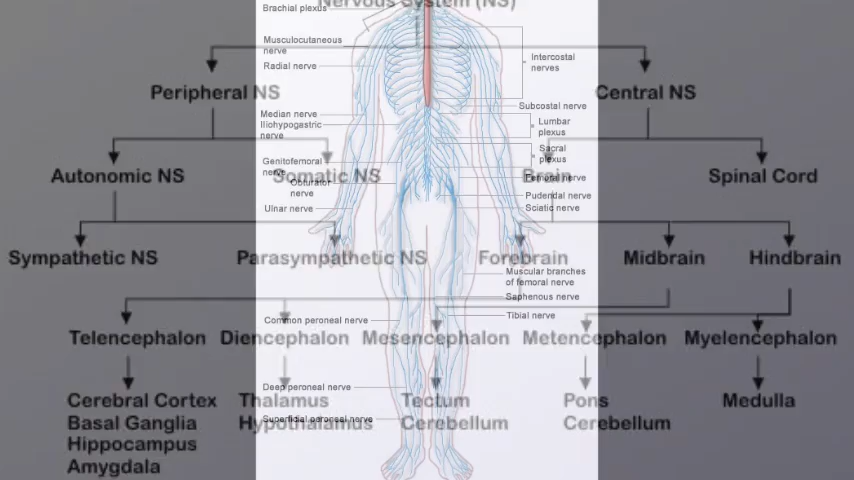 Nervous System (NS)
Brachial plexus
Musculocutaneous
nerve
Radial nerve
Intercostal
nerves
Peripheral NS
Central NS
Subcostal nerve
Median nerve
Iliohypogastric
nerve
Lumbar
plexus
Sacral
plexus
Genitofemoral
nerve
Autonomic NS
Somatic NS
Brain
Spinal Cord
Femoral nerve
Obturator
nerve
Pudendal nerve
Ulnar nerve
Sciatic nerve
Sympathetic NS
Parasympathetic NS
Forebrain
Midbrain
Hindbrain
Muscular branches
of femoral nerve
Saphenous nerve
Common peroneal nerve
Tibial nerve
Telencephalon
Diencephalon
Mesencephalon
Metencephalon
Myelencephalon
Deep peroneal nerve
Cerebral Cortex
Basal Ganglia
Hippocampus
Amygdala
Thalamus
Hypothalamus
Superficial peroneal nerve
Tectum
Cerebellum
Pons
Cerebellum
Medulla